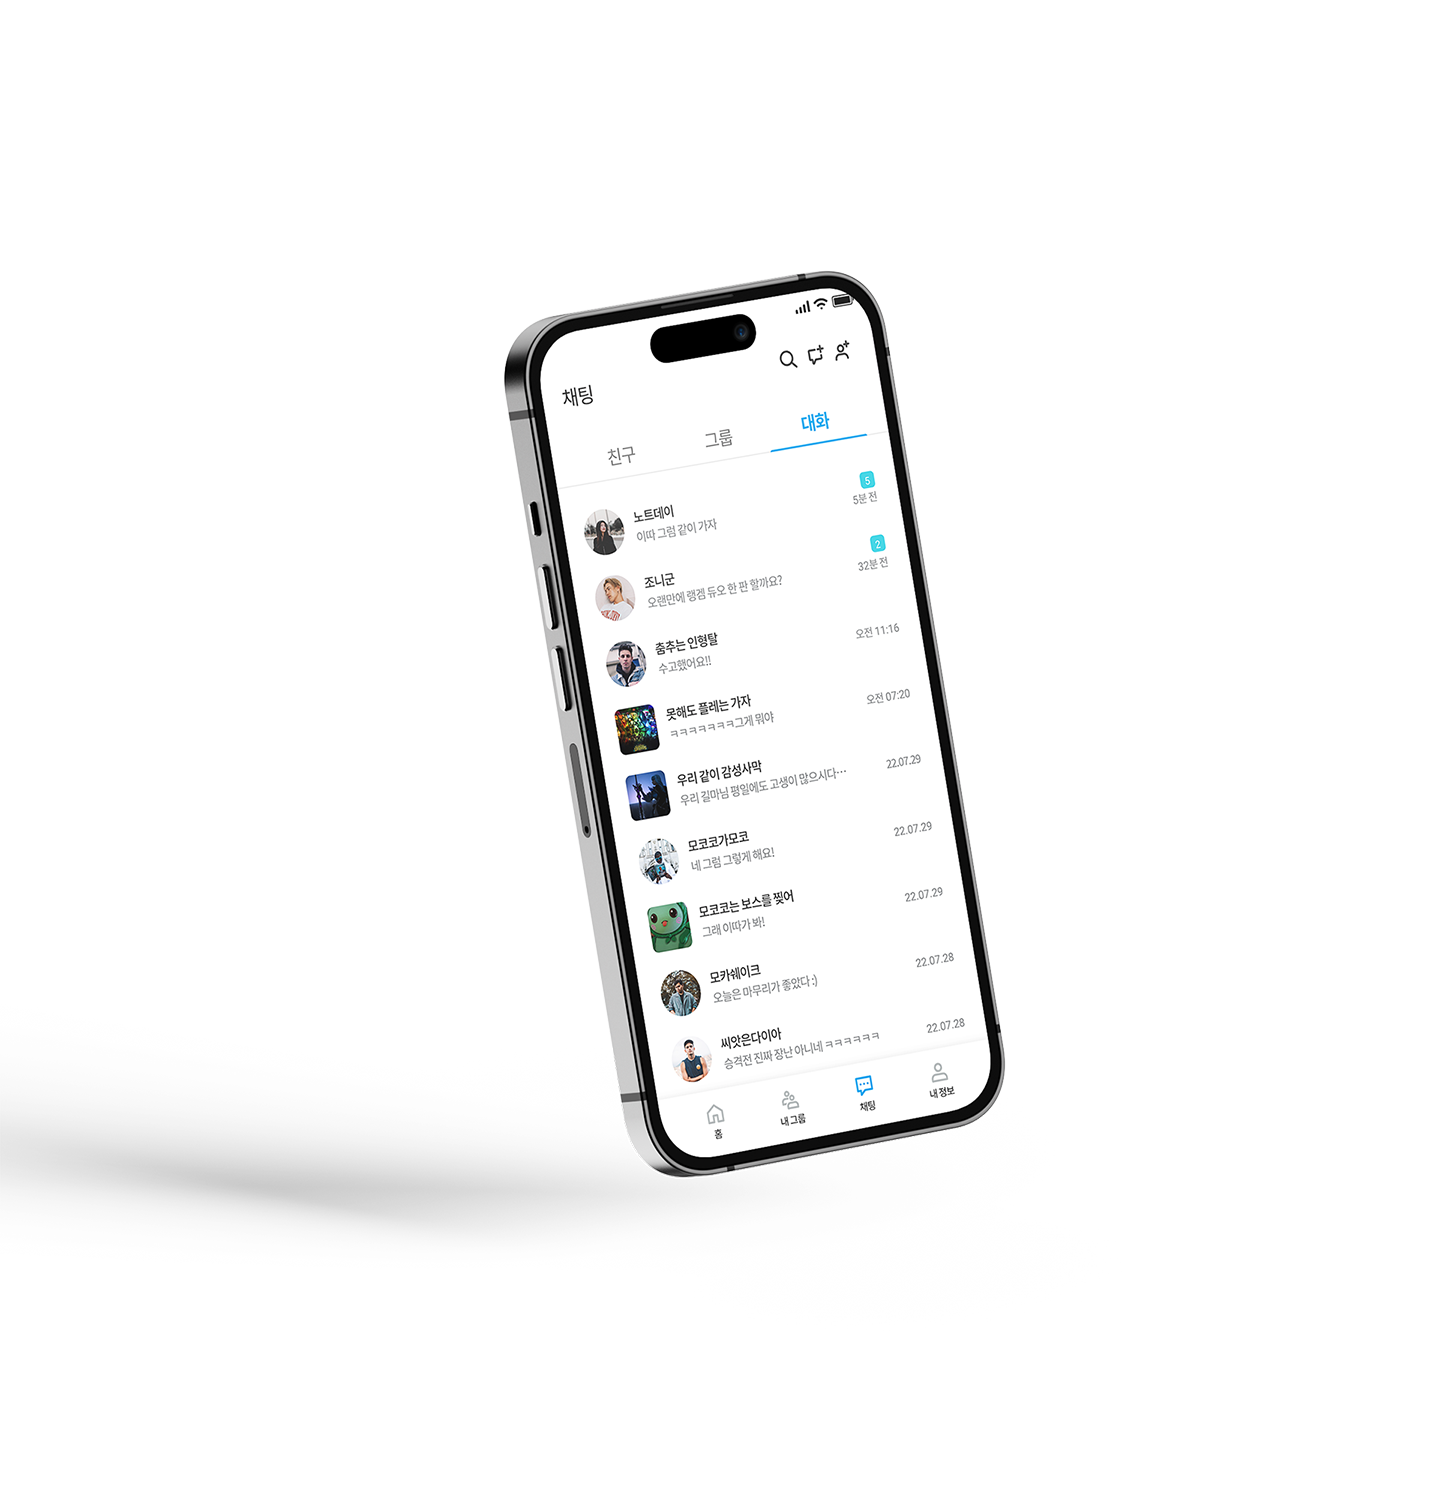 채팅
친구 그룹 대화
노트데이 5
이따 그럼 같이 가자 5분 전
조니군 2
오랜만에 랭겜 듀오 한 판 할까요? 32분 전
춤추는 인형탈 오전 11:16
수고했어요!!
못해도 플레는 가자 오전 07:20
ㅋㅋㅋㅋㅋㅋㅋ그게 뭐야
우리 같이 감성사막 22.07.29
우리 길마님 평일에도 고생이 많으시다…
모코코가모코 22.07.29
네 그럼 그렇게 해요!
모코코는 보스를 찢어 22.07.29
그래 이따가 봐!
모카쉐이크 22.07.28
오늘은 마무리가 좋았다 ;)
씨앗은다이아 22.07.28
승격전 진짜 장난 아니네 ㅋㅋㅋㅋㅋㅋ
홈 내 그룹 채팅 내 정보